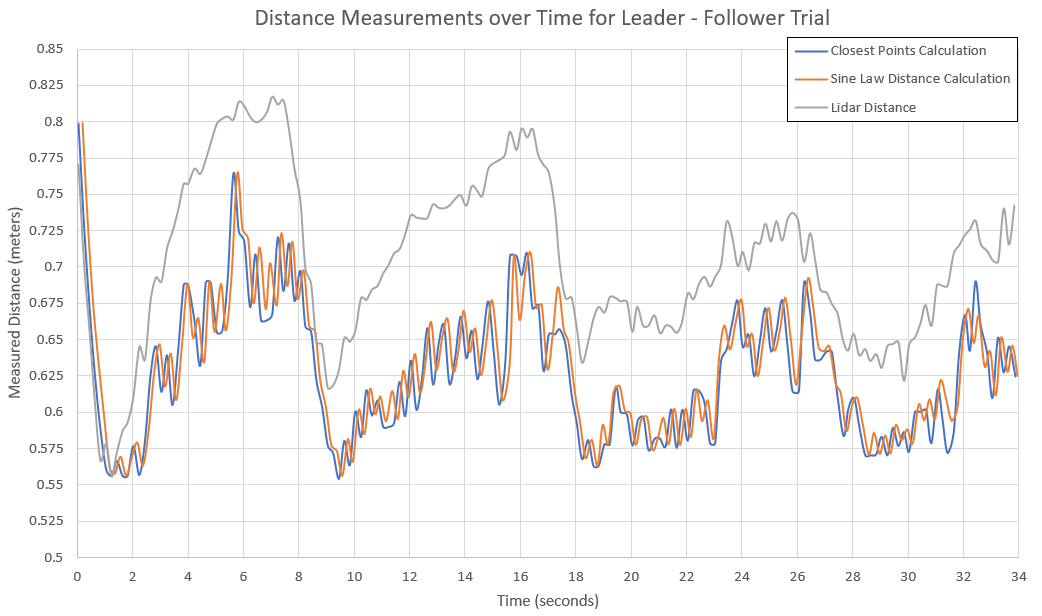 Distance Measurements over Time for Leader - Follower Trial
Closest Points Calculation
Sine Law Distance Calculation
Lidar Distance
Measured Distance (meters)
0.85
0.825
0.8
0.775
0.75
0.725
0.7
0.675
0.65
0.625
0.6
0.575
0.55
0.525
0.5
0 2 4 6 8 10 12 14 16 18 20 22 24 26 28 30 32 34
Time (seconds)